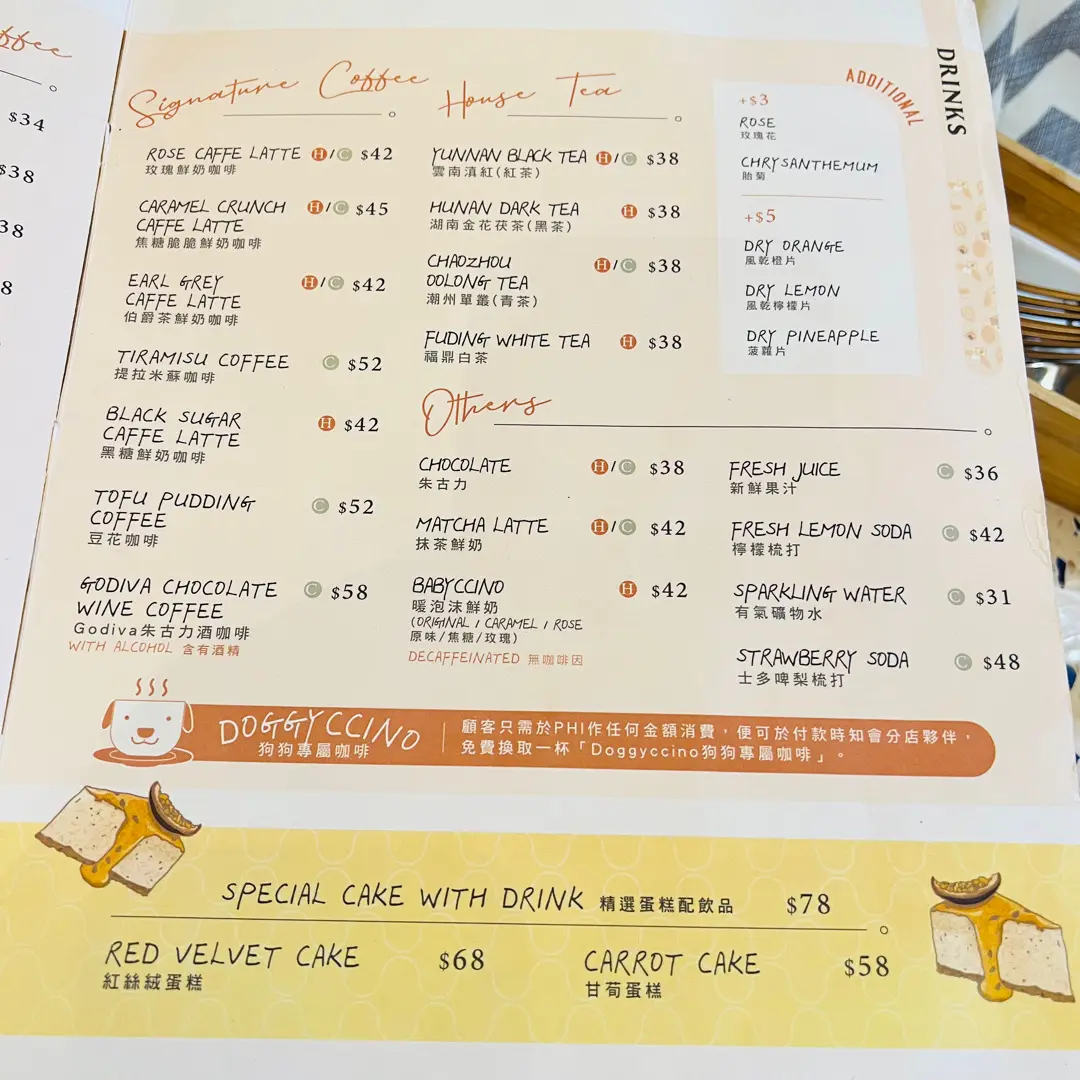 $34
$38
38
8
DRINKS
Signature Coffee
ROSE CAFFE LATTE H/C $42
玫瑰鮮奶咖啡
CARAMEL CRUNCH H/C $45
CAFFE LATTE
焦糖脆脆鮮奶咖啡
EARL GREY H/C $42
CAFFE LATTE
伯爵茶鮮奶咖啡
TIRAMISU COFFEE C $52
提拉米蘇咖啡
BLACK SUGAR H $42
CAFFE LATTE
黑糖鮮奶咖啡
TOFU PUDDING C $52
COFFEE
豆花咖啡
GODIVA CHOCOLATE C $58
WINE COFFEE
Godiva朱古力酒咖啡
WITH ALCOHOL 含有酒精
House Tea
YUNNAN BLACK TEA H/C $38
雲南滇紅(紅茶)
HUNAN DARK TEA H $38
湖南金花茯茶(黑茶)
CHAOZHOU H/C $38
OOLONG TEA
潮州單叢(青茶)
FUDING WHITE TEA H $38
福鼎白茶
ADDITIONAL
+$3
ROSE
玫瑰花
CHRYSANTHEMUM
胎菊
+$5
DRY ORANGE
風乾橙片
DRY LEMON
風乾檸檬片
DRY PINEAPPLE
菠蘿片
Others
CHOCOLATE H/C $38
朱古力
MATCHA LATTE H/C $42
抹茶鮮奶
BABYCCINO H $42
暖泡沫鮮奶
(ORIGINAL / CARAMEL / ROSE
原味/焦糖/玫瑰)
DECAFFEINATED 無咖啡因
FRESH JUICE C $36
新鮮果汁
FRESH LEMON SODA C $42
檸檬梳打
SPARKLING WATER C $31
有氣礦物水
STRAWBERRY SODA C $48
士多啤梨梳打
DOGGYCCINO
狗狗專屬咖啡
顧客只需於PHI作任何金額消費，便可於付款時知會分店夥伴，
免費換取一杯「Doggyccino狗狗專屬咖啡」。
SPECIAL CAKE WITH DRINK 精選蛋糕配飲品 $78
RED VELVET CAKE $68
紅絲絨蛋糕
CARROT CAKE $58
甘荀蛋糕